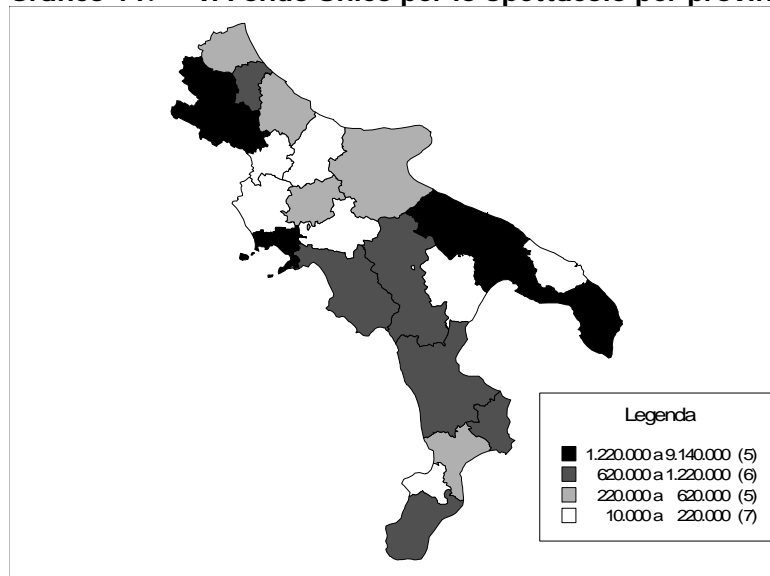 Fondo Unico per lo spettacolo per
Legenda
1.220.000 a 9.140.000 (5)
620.000 a 1.220.000 (6)
220.000 a 620.000 (5)
10.000 a 220.000 (7)